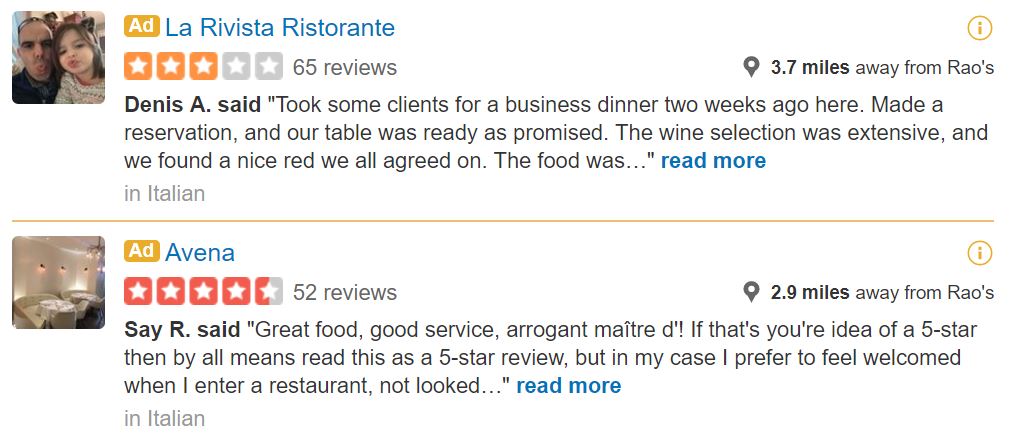 Ad La Rivista Ristorante
65 reviews
3.7 miles away from Rao's
Denis A. said "Took some clients for a business dinner two weeks ago here. Made a
reservation, and our table was ready as promised. The wine selection was extensive, and
we found a nice red we all agreed on. The food was…" read more
in Italian
Ad Avena
52 reviews
2.9 miles away from Rao's
Say R. said "Great food, good service, arrogant maître d'! If that's you're idea of a 5-star
then by all means read this as a 5-star review, but in my case I prefer to feel welcomed
when I enter a restaurant, not looked…" read more
in Italian